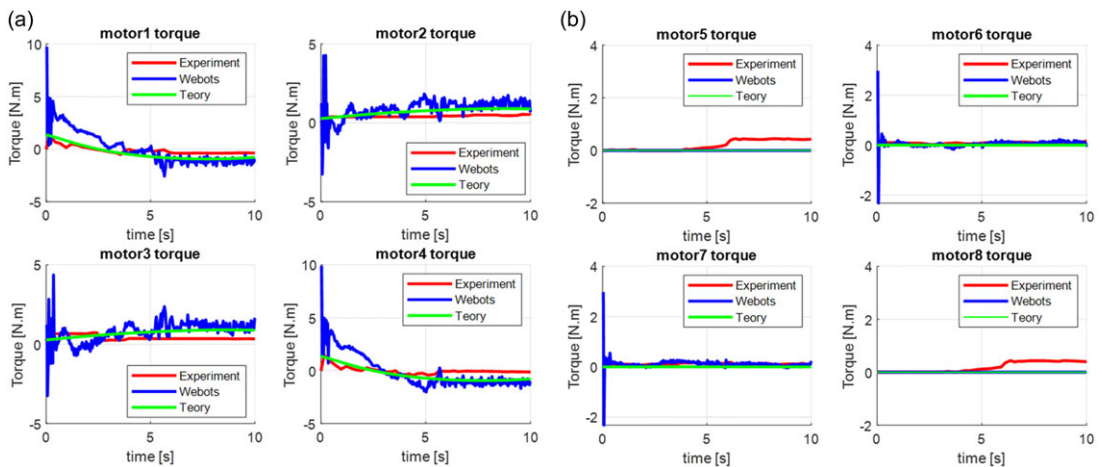 (a)
motor1 torque
Torque [N.m]
10
5
0
-5
0
5
10
time [s]
Experiment
Webots
Teory
motor2 torque
5
0
-5
0
5
10
time [s]
Experiment
Webots
Teory
motor3 torque
Torque [N.m]
5
0
-5
0
5
10
time [s]
Experiment
Webots
Teory
motor4 torque
10
5
0
-5
0
5
10
time [s]
Experiment
Webots
Teory
(b)
motor5 torque
Torque [N.m]
4
2
0
-2
0
5
10
time [s]
Experiment
Webots
Teory
motor6 torque
4
2
0
-2
0
5
10
time [s]
Experiment
Webots
Teory
motor7 torque
Torque [N.m]
4
2
0
-2
0
5
10
time [s]
Experiment
Webots
Teory
motor8 torque
4
2
0
-2
0
5
10
time [s]
Experiment
Webots
Teory